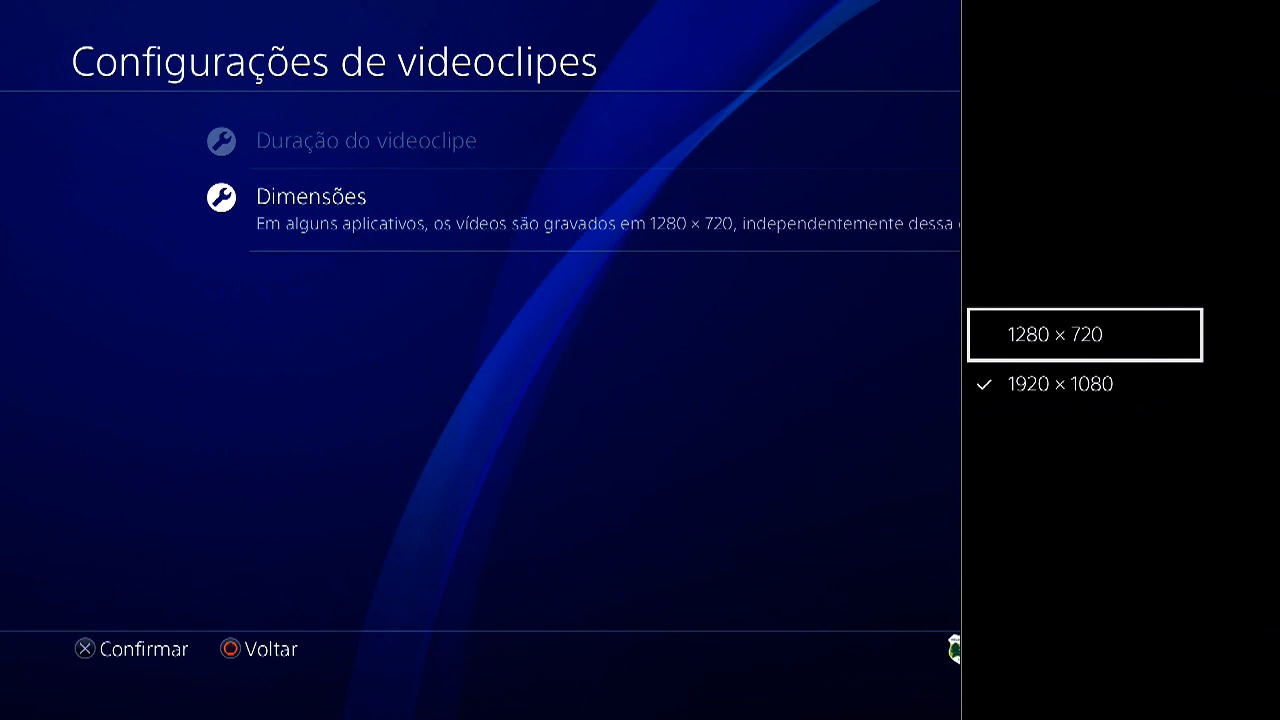 Configurações de videoclipes
Duração do videoclipe
Dimensões
Em alguns aplicativos, os vídeos são gravados em 1280 × 720, independentemente dessa
1280 × 720
1920 × 1080
Confirmar
Voltar